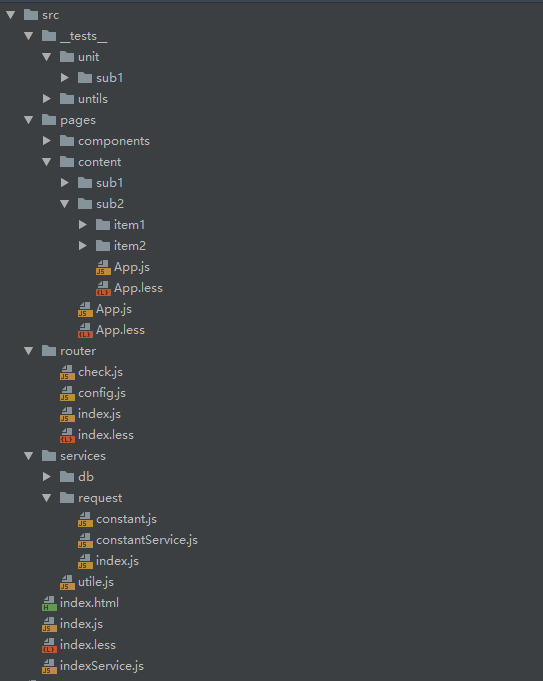 src
__tests__
unit
sub1
untils
pages
components
content
sub1
sub2
item1
item2
App.js
App.less
App.js
App.less
router
check.js
config.js
index.js
index.less
services
db
request
constant.js
constantService.js
index.js
utile.js
index.html
index.js
index.less
indexService.js